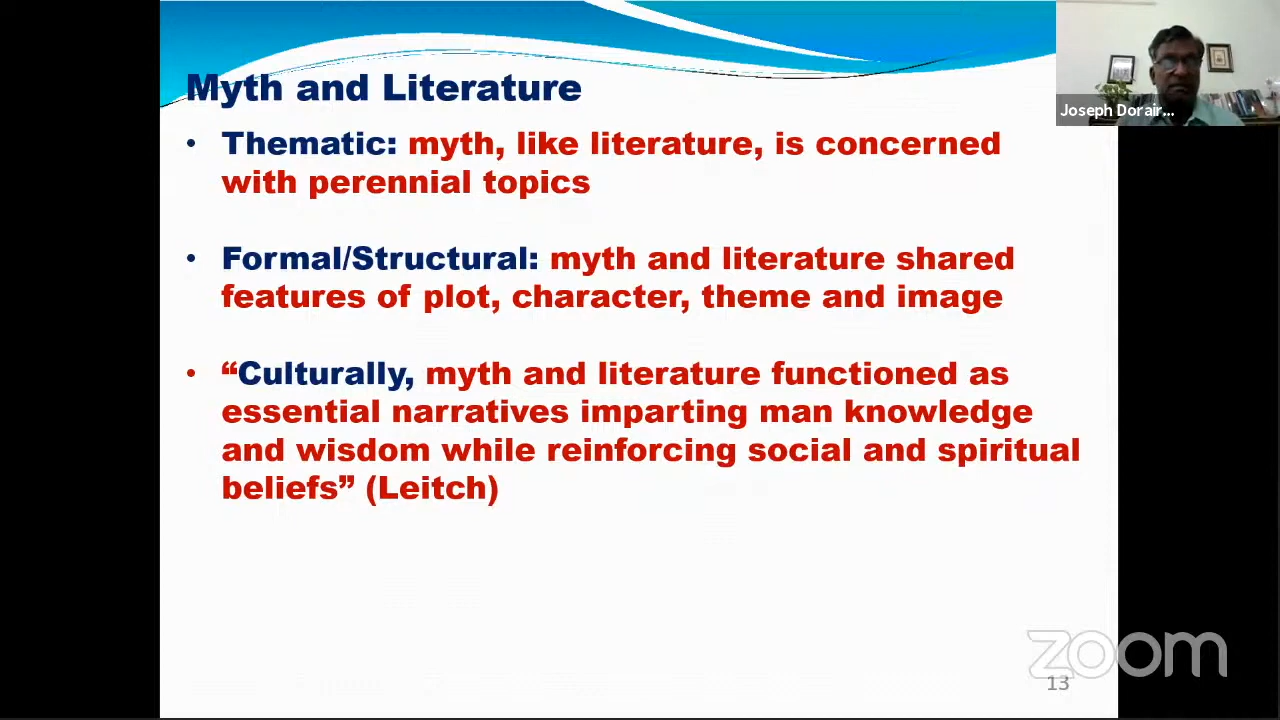 Myth and Literature
Joseph Dorair...
• Thematic: myth, like literature, is concerned
with perennial topics
• Formal/Structural: myth and literature shared
features of plot, character, theme and image
• “Culturally, myth and literature functioned as
essential narratives imparting man knowledge
and wisdom while reinforcing social and spiritual
beliefs” (Leitch)
zoom
13